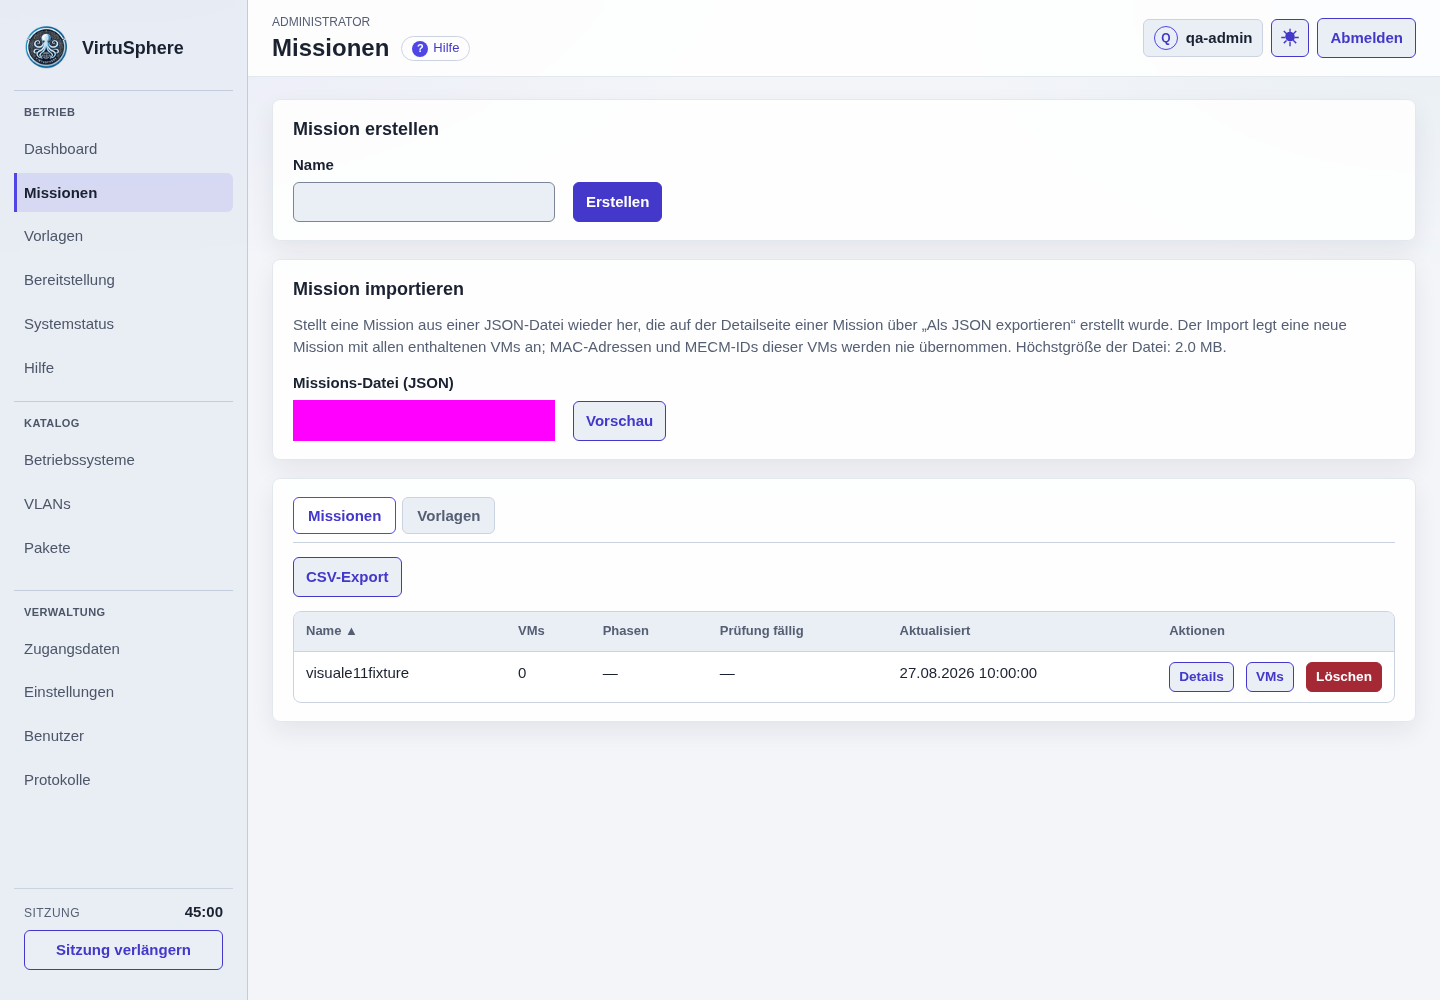 VirtuSphere
BETRIEB
Dashboard
Missionen
Vorlagen
Bereitstellung
Systemstatus
Hilfe
KATALOG
Betriebssysteme
VLANs
Pakete
VERWALTUNG
Zugangsdaten
Einstellungen
Benutzer
Protokolle
SITZUNG 45:00
Sitzung verlängern
ADMINISTRATOR
Missionen ? Hilfe
Q qa-admin Abmelden
Mission erstellen
Name
Erstellen
Mission importieren
Stellt eine Mission aus einer JSON-Datei wieder her, die auf der Detailseite einer Mission über „Als JSON exportieren“ erstellt wurde. Der Import legt eine neue
Mission mit allen enthaltenen VMs an; MAC-Adressen und MECM-IDs dieser VMs werden nie übernommen. Höchstgröße der Datei: 2.0 MB.
Missions-Datei (JSON)
Vorschau
Missionen Vorlagen
CSV-Export
Name ▲ VMs Phasen Prüfung fällig Aktualisiert Aktionen
visuale11fixture 0 — — 27.08.2026 10:00:00 Details VMs Löschen